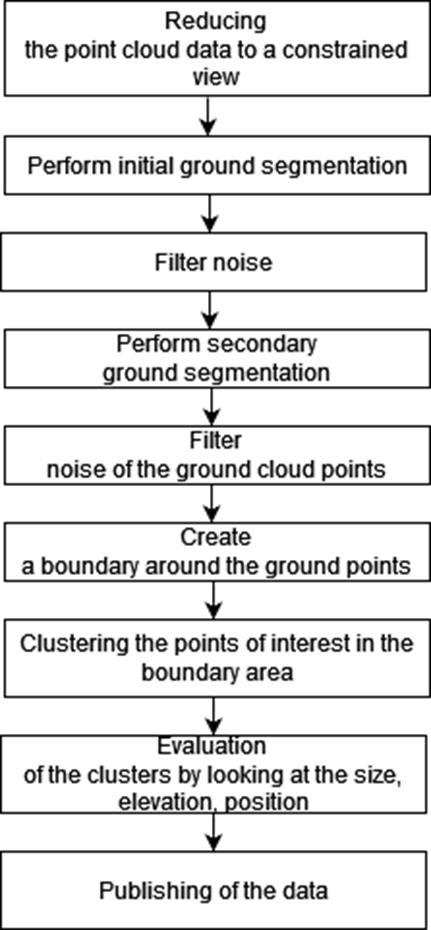 Reducing
the point cloud data to a constrained
view
Perform initial ground segmentation
Filter noise
Perform secondary
ground segmentation
Filter
noise of the ground cloud points
Create
a boundary around the ground points
Clustering the points of interest in the
boundary area
Evaluation
of the clusters by looking at the size,
elevation, position
Publishing of the data